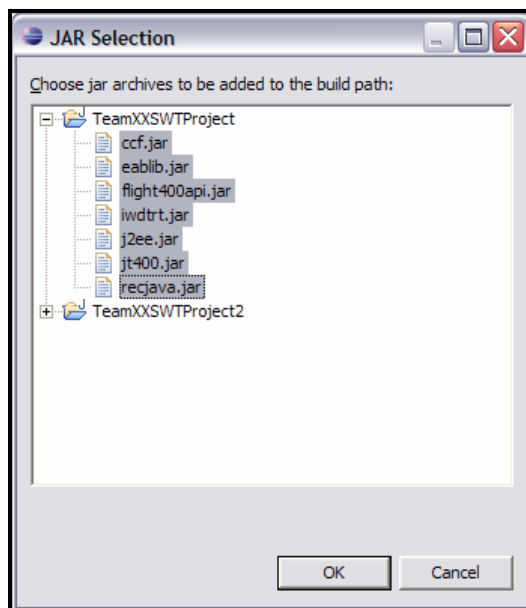 JAR Selection
Choose jar archives to be added to the build path:
TeamXXSWTProject
ccf.jar
eablib.jar
flight400api.jar
iwdtrt.jar
j2ee.jar
jt400.jar
recjava.jar
TeamXXSWTProject2
OK Cancel